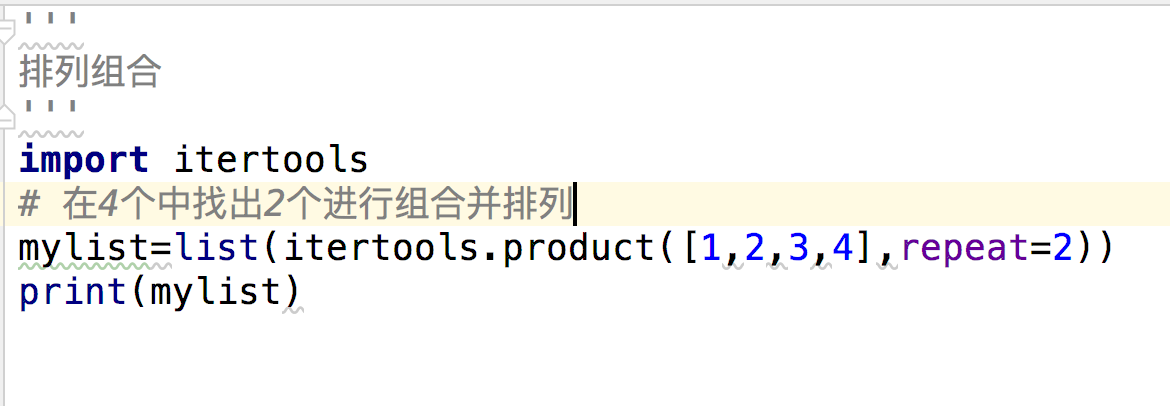 '''
排列组合
'''
import itertools
# 在4个中找出2个进行组合并排列
mylist=list(itertools.product([1,2,3,4],repeat=2))
print(mylist)